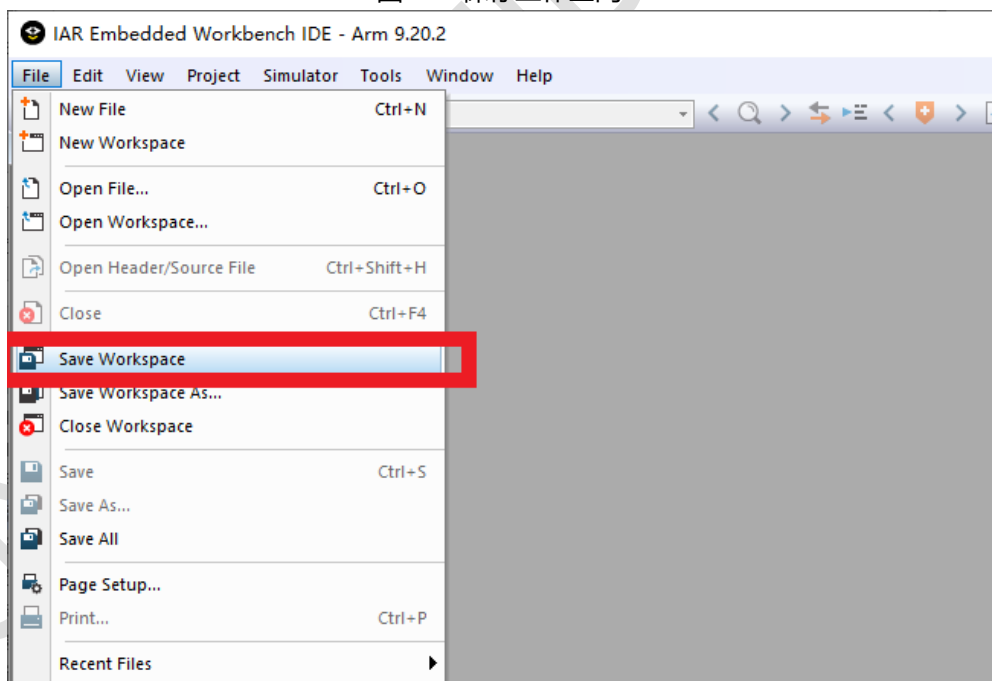 IAR Embedded Workbench IDE - Arm 9.20.2
File Edit View Project Simulator Tools Window Help
New File Ctrl+N
New Workspace
Open File... Ctrl+O
Open Workspace...
Open Header/Source File Ctrl+Shift+H
Close Ctrl+F4
Save Workspace
Save Workspace As...
Close Workspace
Save Ctrl+S
Save As...
Save All
Page Setup...
Print... Ctrl+P
Recent Files